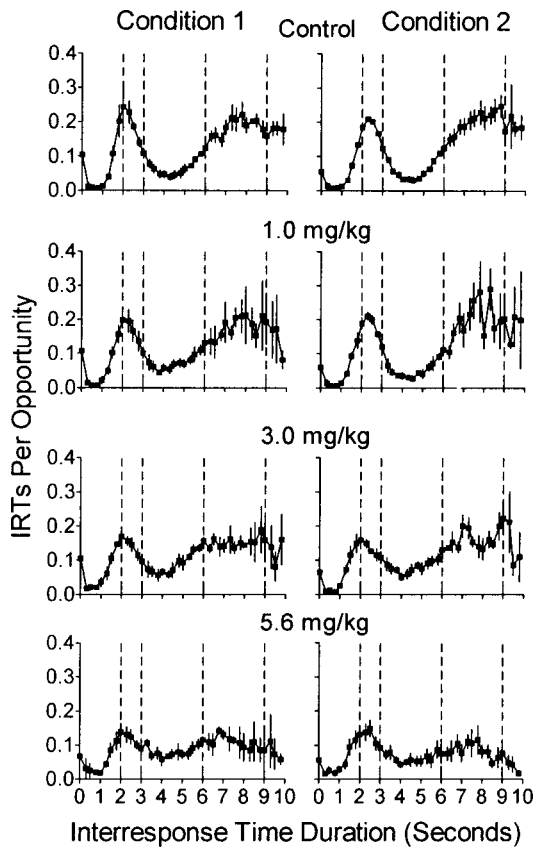 Condition 1 Control Condition 2
0.4
0.3
0.2
0.1
0.0
1.0 mg/kg
0.4
0.3
0.2
0.1
0.0
3.0 mg/kg
0.4
0.3
0.2
0.1
0.0
5.6 mg/kg
0.4
0.3
0.2
0.1
0.0
0 1 2 3 4 5 6 7 8 9 10 0 1 2 3 4 5 6 7 8 9 10
IRTs Per Opportunity
Interresponse Time Duration (Seconds)